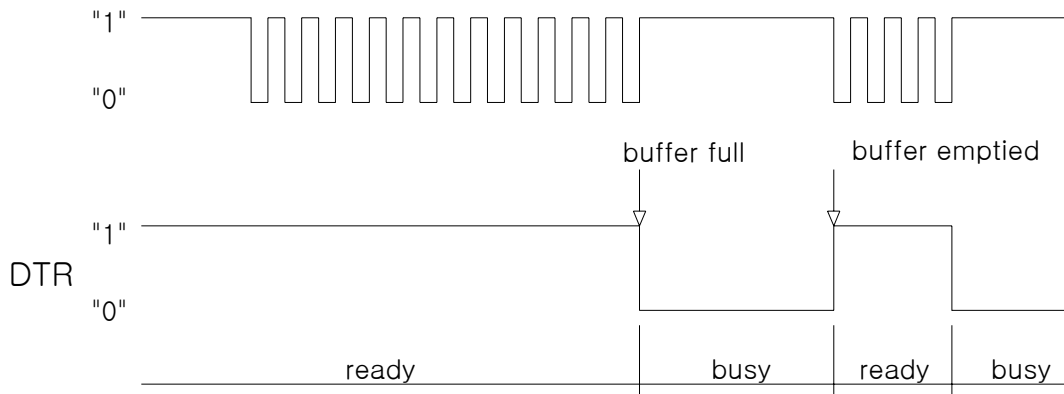 "1"
"0"
buffer full
buffer emptied
"1"
DTR
"0"
ready busy ready busy